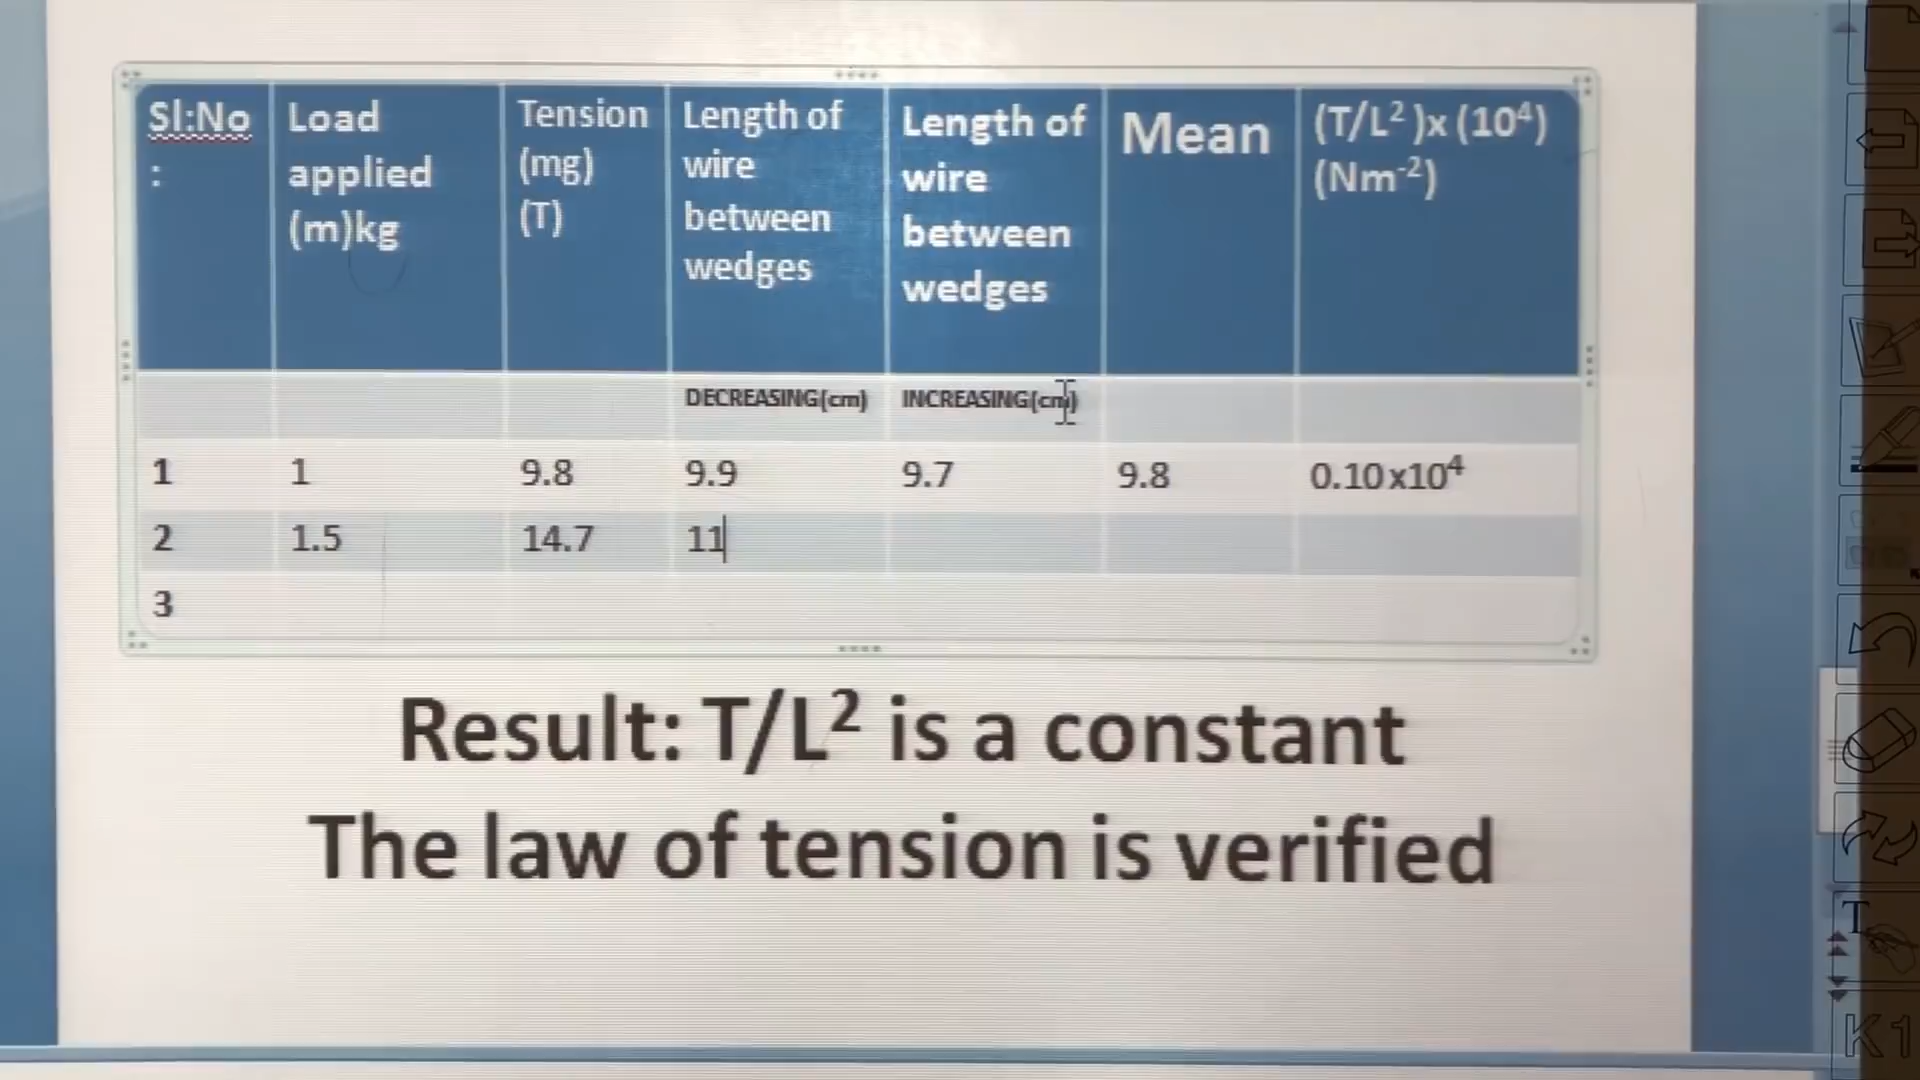 Sl:No
:
Load
applied
(m)kg
Tension
(mg)
(T)
Length of
wire
between
wedges
Length of
wire
between
wedges
Mean
(T/L² )x (10⁴)
(Nm⁻²)
DECREASING(cm) INCREASING(cm)
1 1 9.8 9.9 9.7 9.8 0.10x10⁴
2 1.5 14.7 11
3
Result: T/L² is a constant
The law of tension is verified
T
K 1